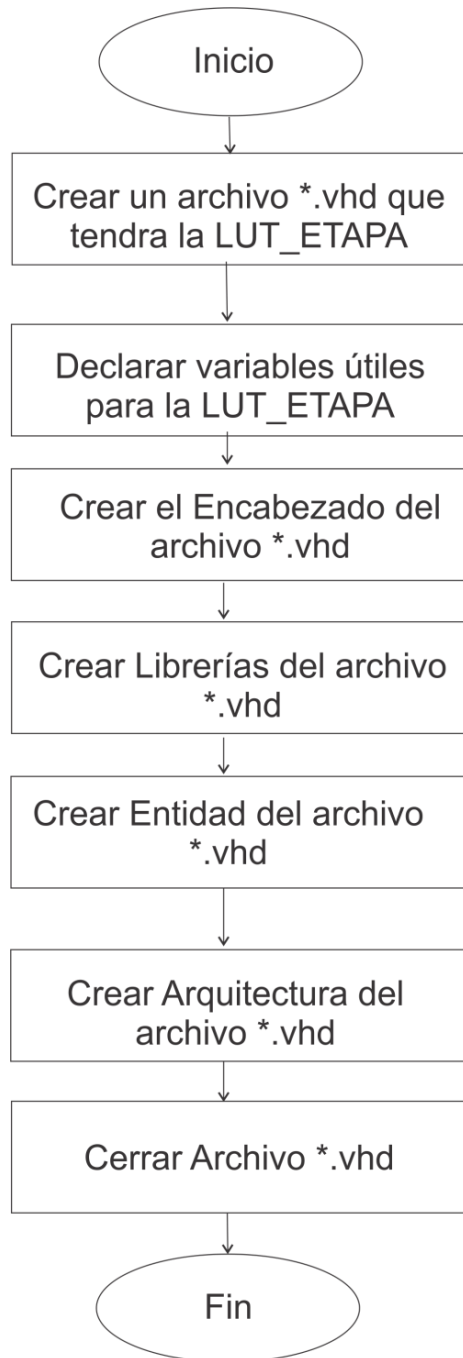 Inicio
Crear un archivo *.vhd que
tendra la LUT_ETAPA
Declarar variables útiles
para la LUT_ETAPA
Crear el Encabezado del
archivo *.vhd
Crear Librerías del archivo
*.vhd
Crear Entidad del archivo
*.vhd
Crear Arquitectura del
archivo *.vhd
Cerrar Archivo *.vhd
Fin